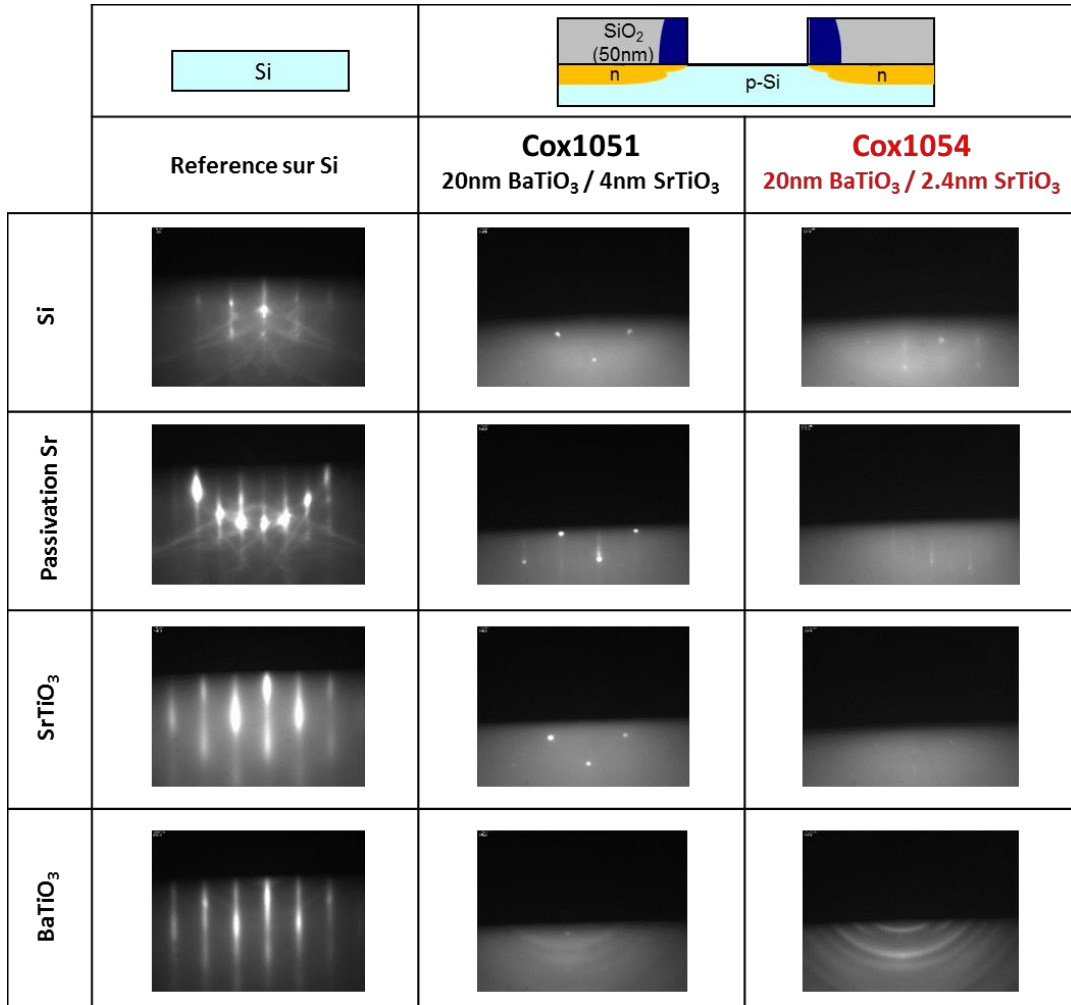 Si
SiO₂
(50nm)
n
p-Si
n
Reference sur Si
Cox1051
20nm BaTiO₃ / 4nm SrTiO₃
Cox1054
20nm BaTiO₃ / 2.4nm SrTiO₃
Si
Passivation Sr
SrTiO₃
BaTiO₃